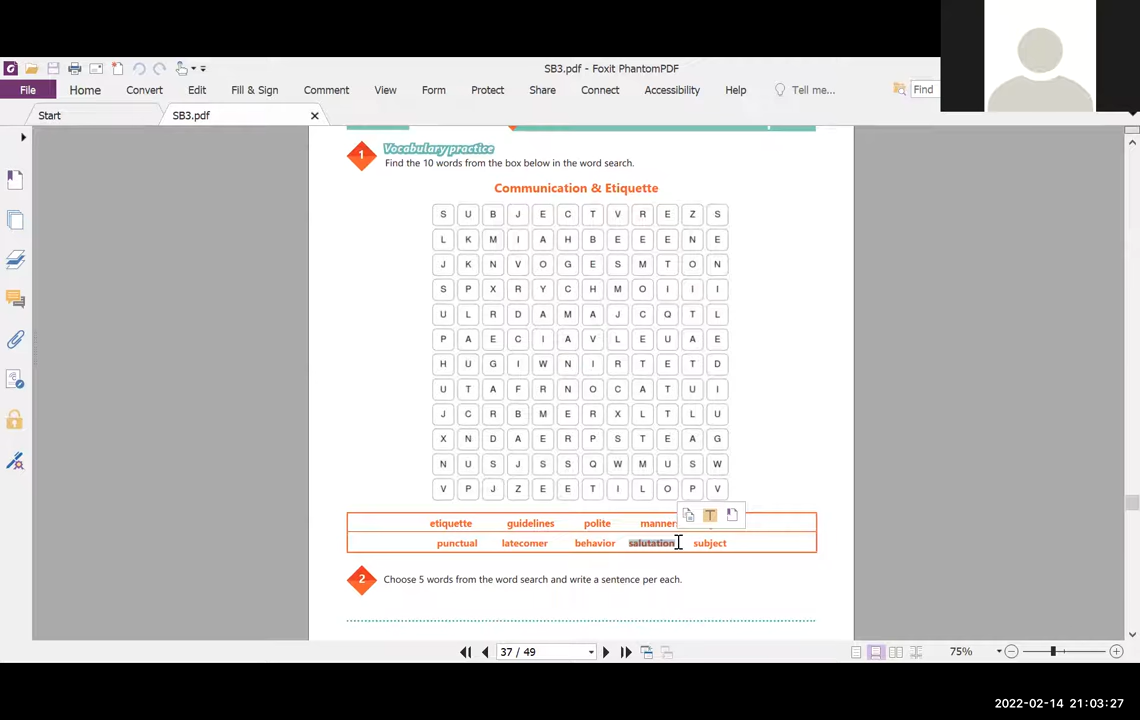 SB3.pdf - Foxit PhantomPDF
File Home Convert Edit Fill & Sign Comment View Form Protect Share Connect Accessibility Help Tell me... Find
Start SB3.pdf
1 Vocabulary practice
Find the 10 words from the box below in the word search.
Communication & Etiquette
S U B J E C T V R E Z S
L K M I A H B E E E N E
J K N V O G E S M T O N
S P X R Y C H M O I I I
U L R D A M A J C Q T L
P A E C I A V L E U A E
H U G I W N I R T E T D
U T A F R N O C A T U I
J C R B M E R X L T L U
X N D A E R P S T E A G
N U S J S S Q W M U S W
V P J Z E E T I L O P V
etiquette guidelines polite manner
punctual latecomer behavior salutation subject
2 Choose 5 words from the word search and write a sentence per each.
37 / 49 75%
2022-02-14 21:03:27